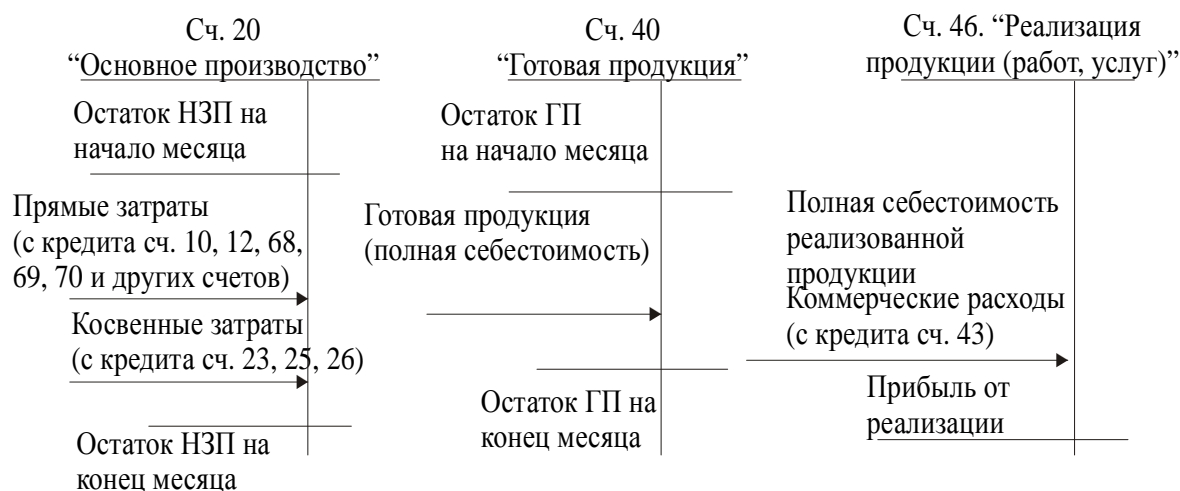 Сч. 20
“Основное производство”
Остаток НЗП на
начало месяца
Прямые затраты
(с кредита сч. 10, 12, 68,
69, 70 и других счетов)
Косвенные затраты
(с кредита сч. 23, 25, 26)
Остаток НЗП на
конец месяца
Сч. 40
“Готовая продукция”
Остаток ГП
на начало месяца
Готовая продукция
(полная себестоимость)
Остаток ГП на
конец месяца
Сч. 46. “Реализация
продукции (работ, услуг)”
Полная себестоимость
реализованной
продукции
Коммерческие расходы
(с кредита сч. 43)
Прибыль от
реализации